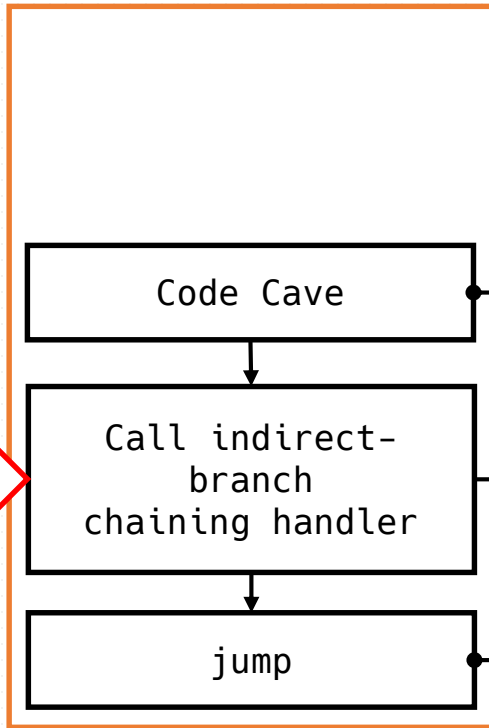 Code Cave
Call indirect-
branch
chaining handler
jump